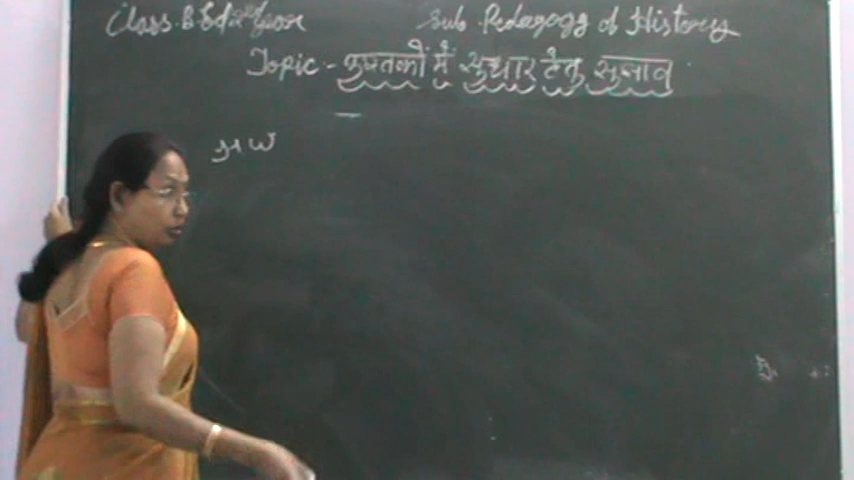 Class. B.Ed 2nd Year Sub. Pedagogy of History
Topic - पुस्तकों में सुधार हेतु सुझाव